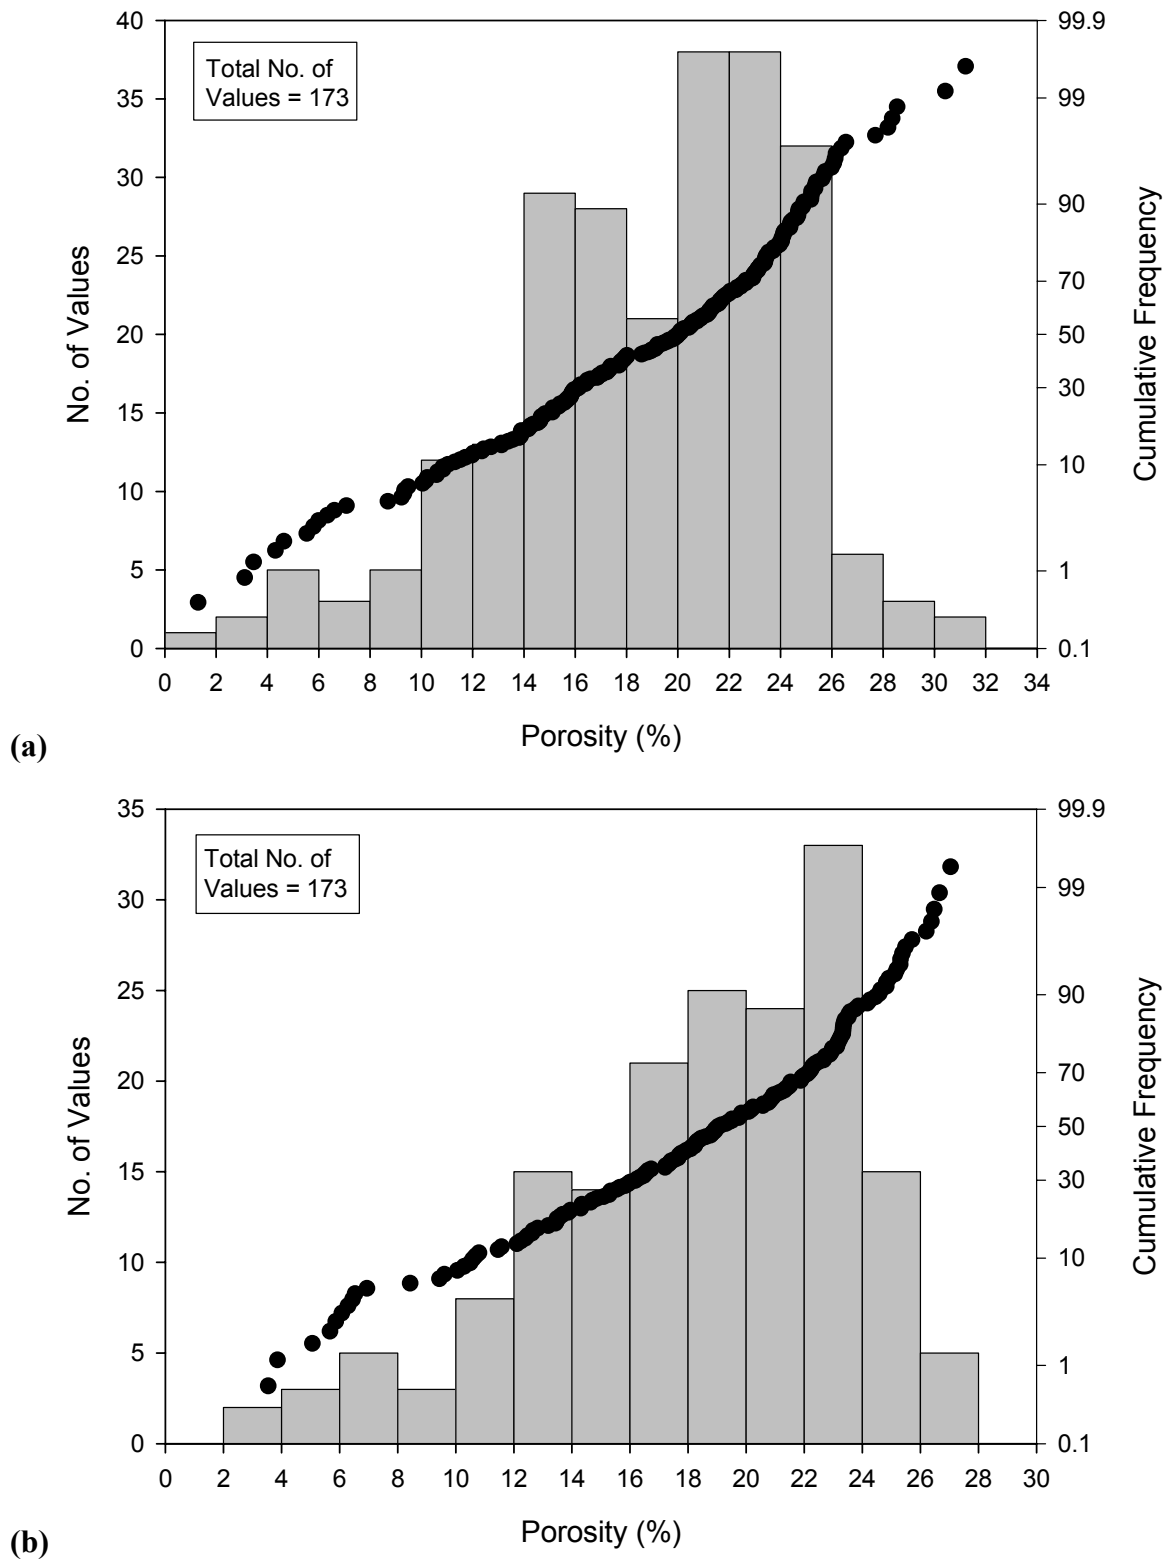 40
35
30
25
20
15
10
5
0
No. of Values
Total No. of
Values = 173
99.9
99
90
70
50
30
10
1
0.1
Cumulative Frequency
0 2 4 6 8 10 12 14 16 18 20 22 24 26 28 30 32 34
Porosity (%)
(a)
35
30
25
20
15
10
5
0
No. of Values
Total No. of
Values = 173
99.9
99
90
70
50
30
10
1
0.1
Cumulative Frequency
0 2 4 6 8 10 12 14 16 18 20 22 24 26 28 30
Porosity (%)
(b)